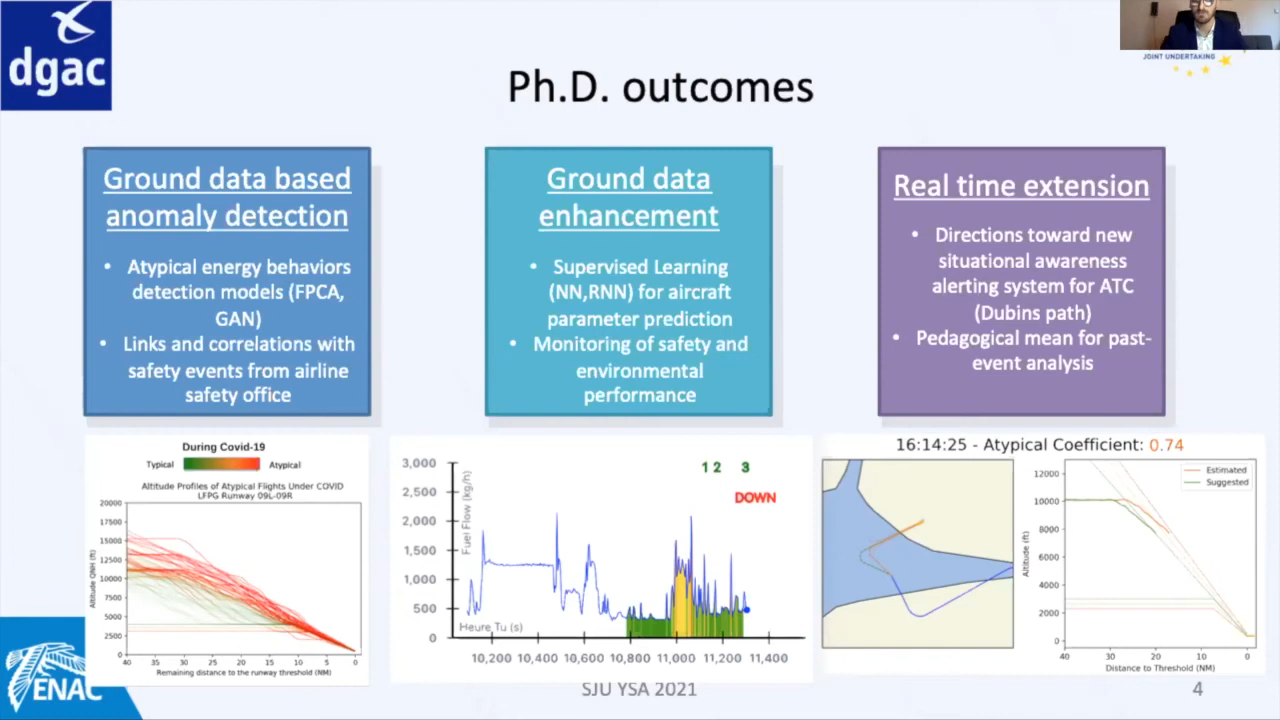 dgac
JOINT UNDERTAKING
Ph.D. outcomes
Ground data based
anomaly detection
• Atypical energy behaviors
detection models (FPCA,
GAN)
• Links and correlations with
safety events from airline
safety office
Ground data
enhancement
• Supervised Learning
(NN,RNN) for aircraft
parameter prediction
• Monitoring of safety and
environmental
performance
Real time extension
• Directions toward new
situational awareness
alerting system for ATC
(Dubins path)
• Pedagogical mean for past-
event analysis
During Covid-19
Typical
Atypical
Altitude Profiles of Atypical Flights Under COVID
LFPG Runway 09L-09R
Altitude QNH (ft)
20000
17500
15000
12500
10000
7500
5000
2500
0
40 35 30 25 20 15 10 5 0
Remaining distance to the runway threshold (NM)
Fuel Flow (kg/h)
3,000
2,500
2,000
1,500
1,000
500
0
1 2 3
DOWN
Heure Tu (s)
10,200 10,400 10,600 10,800 11,000 11,200 11,400
16:14:25 - Atypical Coefficient: 0.74
Estimated
Suggested
Altitude (ft)
12000
10000
8000
6000
4000
2000
0
40 30 20 10 0
Distance to Threshold (NM)
ENAC
SJU YSA 2021
4